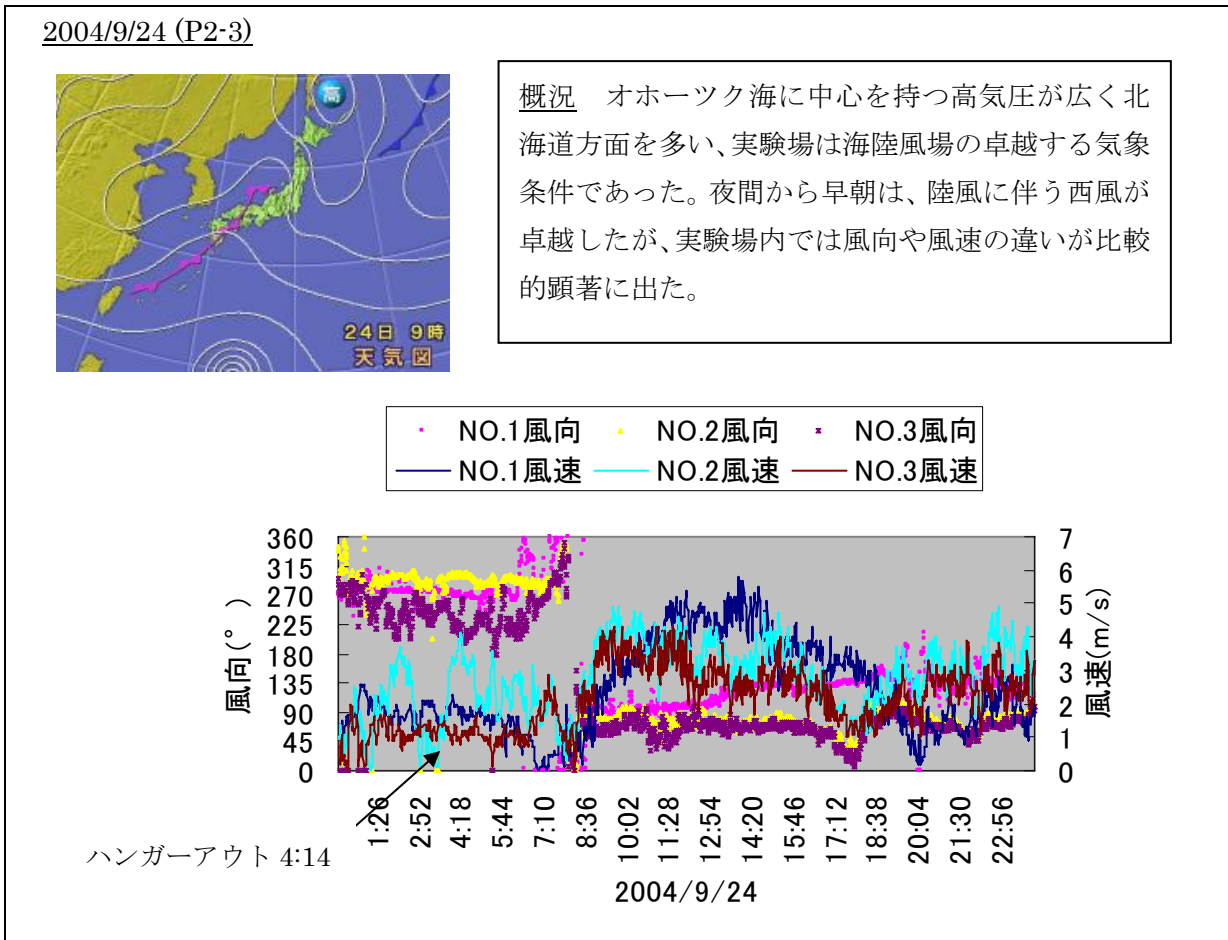 2004/9/24 (P2-3)
高
24日 9時
天気図
概況 オホーツク海に中心を持つ高気圧が広く北
海道方面を多い、実験場は海陸風場の卓越する気象
条件であった。夜間から早朝は、陸風に伴う西風が
卓越したが、実験場内では風向や風速の違いが比較
的顕著に出た。
NO.1風向 NO.2風向 NO.3風向
NO.1風速 NO.2風速 NO.3風速
360
315
270
225
180
135
90
45
0
風向(°)
7
6
5
4
3
2
1
0
風速(m/s)
1:26 2:52 4:18 5:44 7:10 8:36 10:02 11:28 12:54 14:20 15:46 17:12 18:38 20:04 21:30 22:56
ハンガーアウト 4:14
2004/9/24